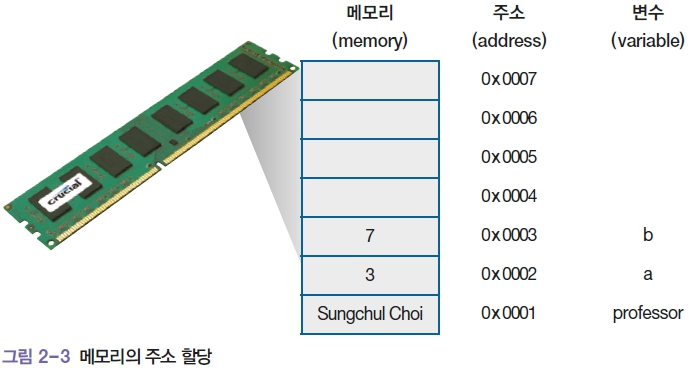 메모리 주소 변수
(memory) (address) (variable)
0x0007
0x0006
0x0005
0x0004
7 0x0003 b
3 0x0002 a
Sungchul Choi 0x0001 professor
crucial
그림 2-3 메모리의 주소 할당